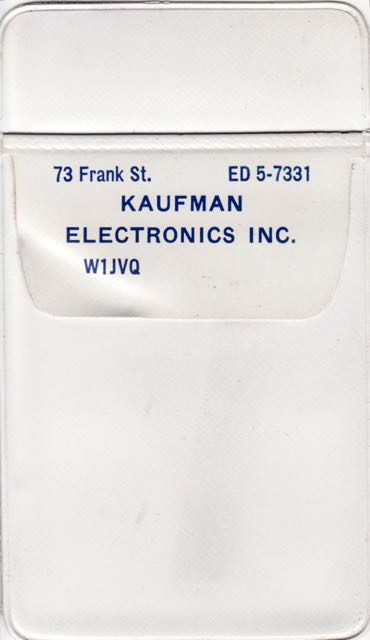 73 Frank St. ED 5-7331
KAUFMAN
ELECTRONICS INC.
W1JVQ